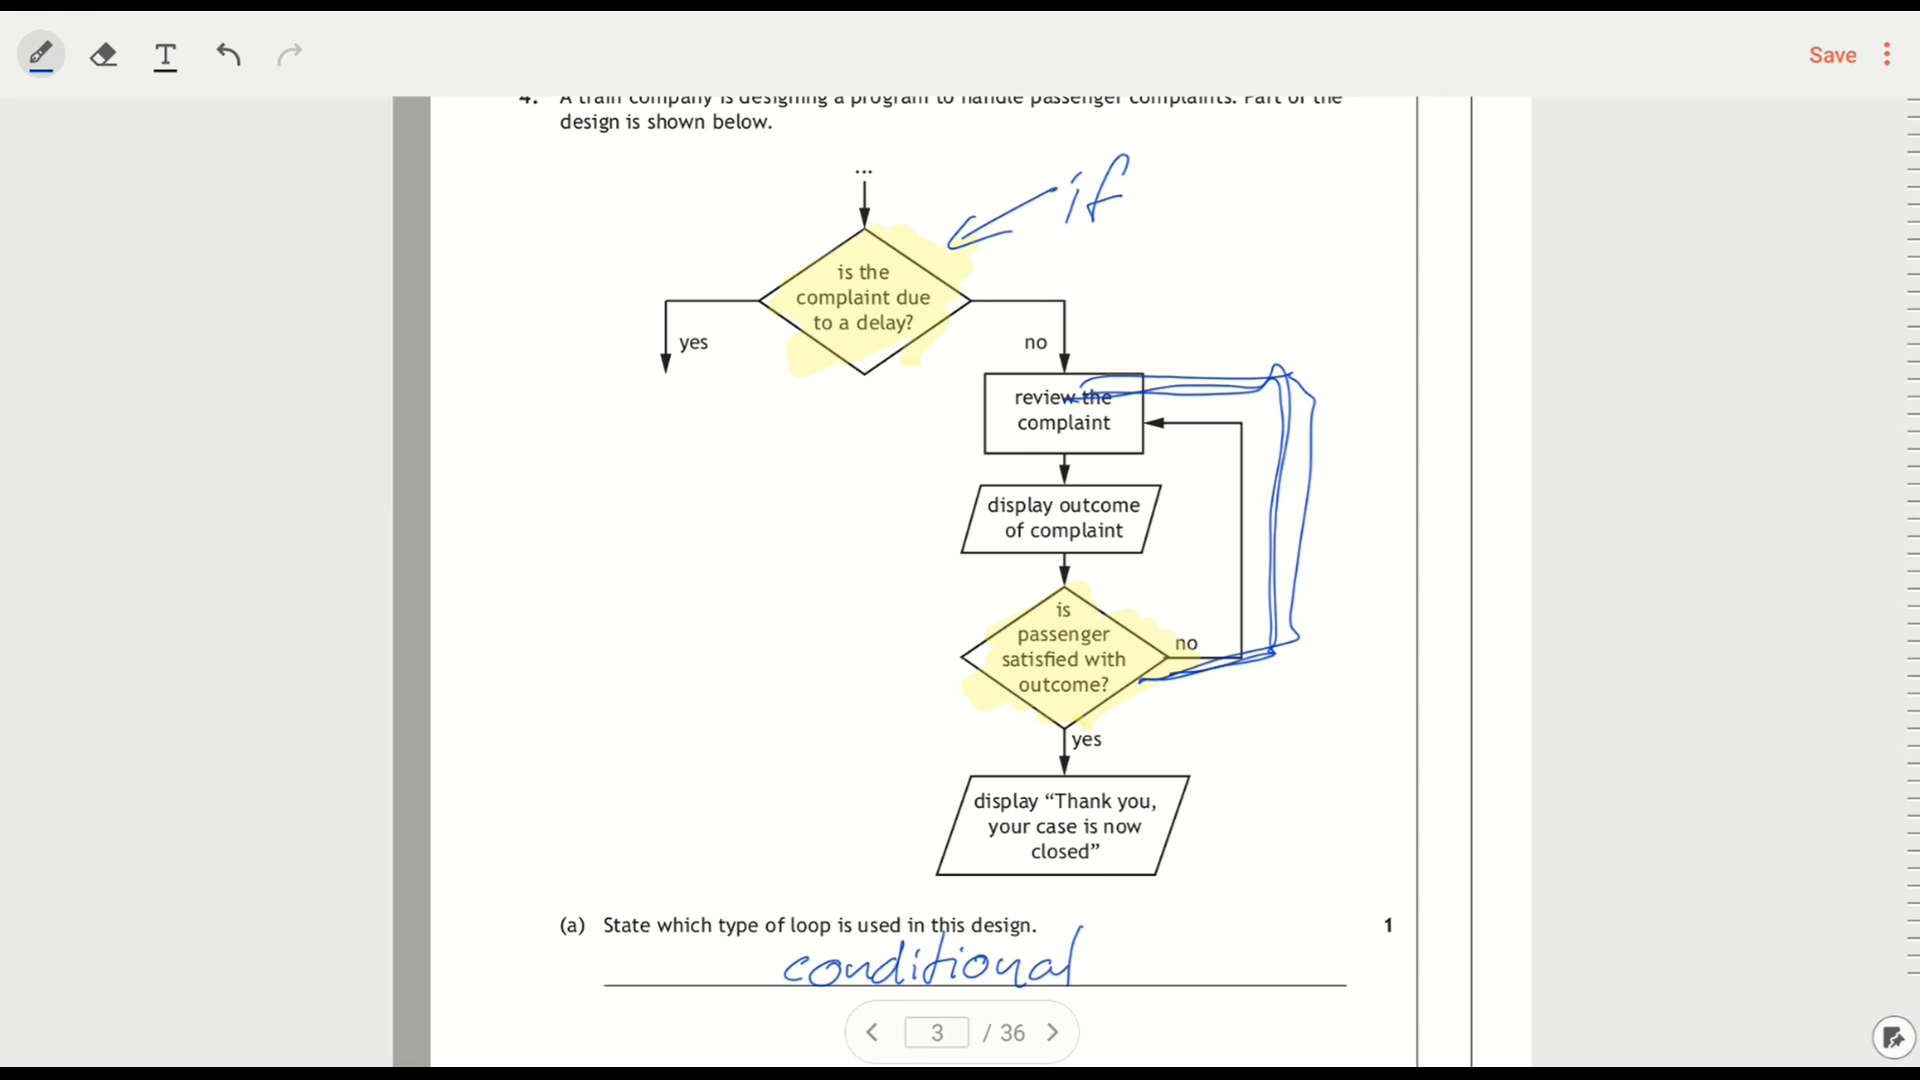 T
Save
4. A train company is designing a program to handle passenger complaints. Part of the
design is shown below.
...
if
is the
complaint due
to a delay?
yes
no
review the
complaint
display outcome
of complaint
is
passenger
satisfied with
outcome?
no
yes
display “Thank you,
your case is now
closed”
(a) State which type of loop is used in this design. 1
conditional
3 / 36